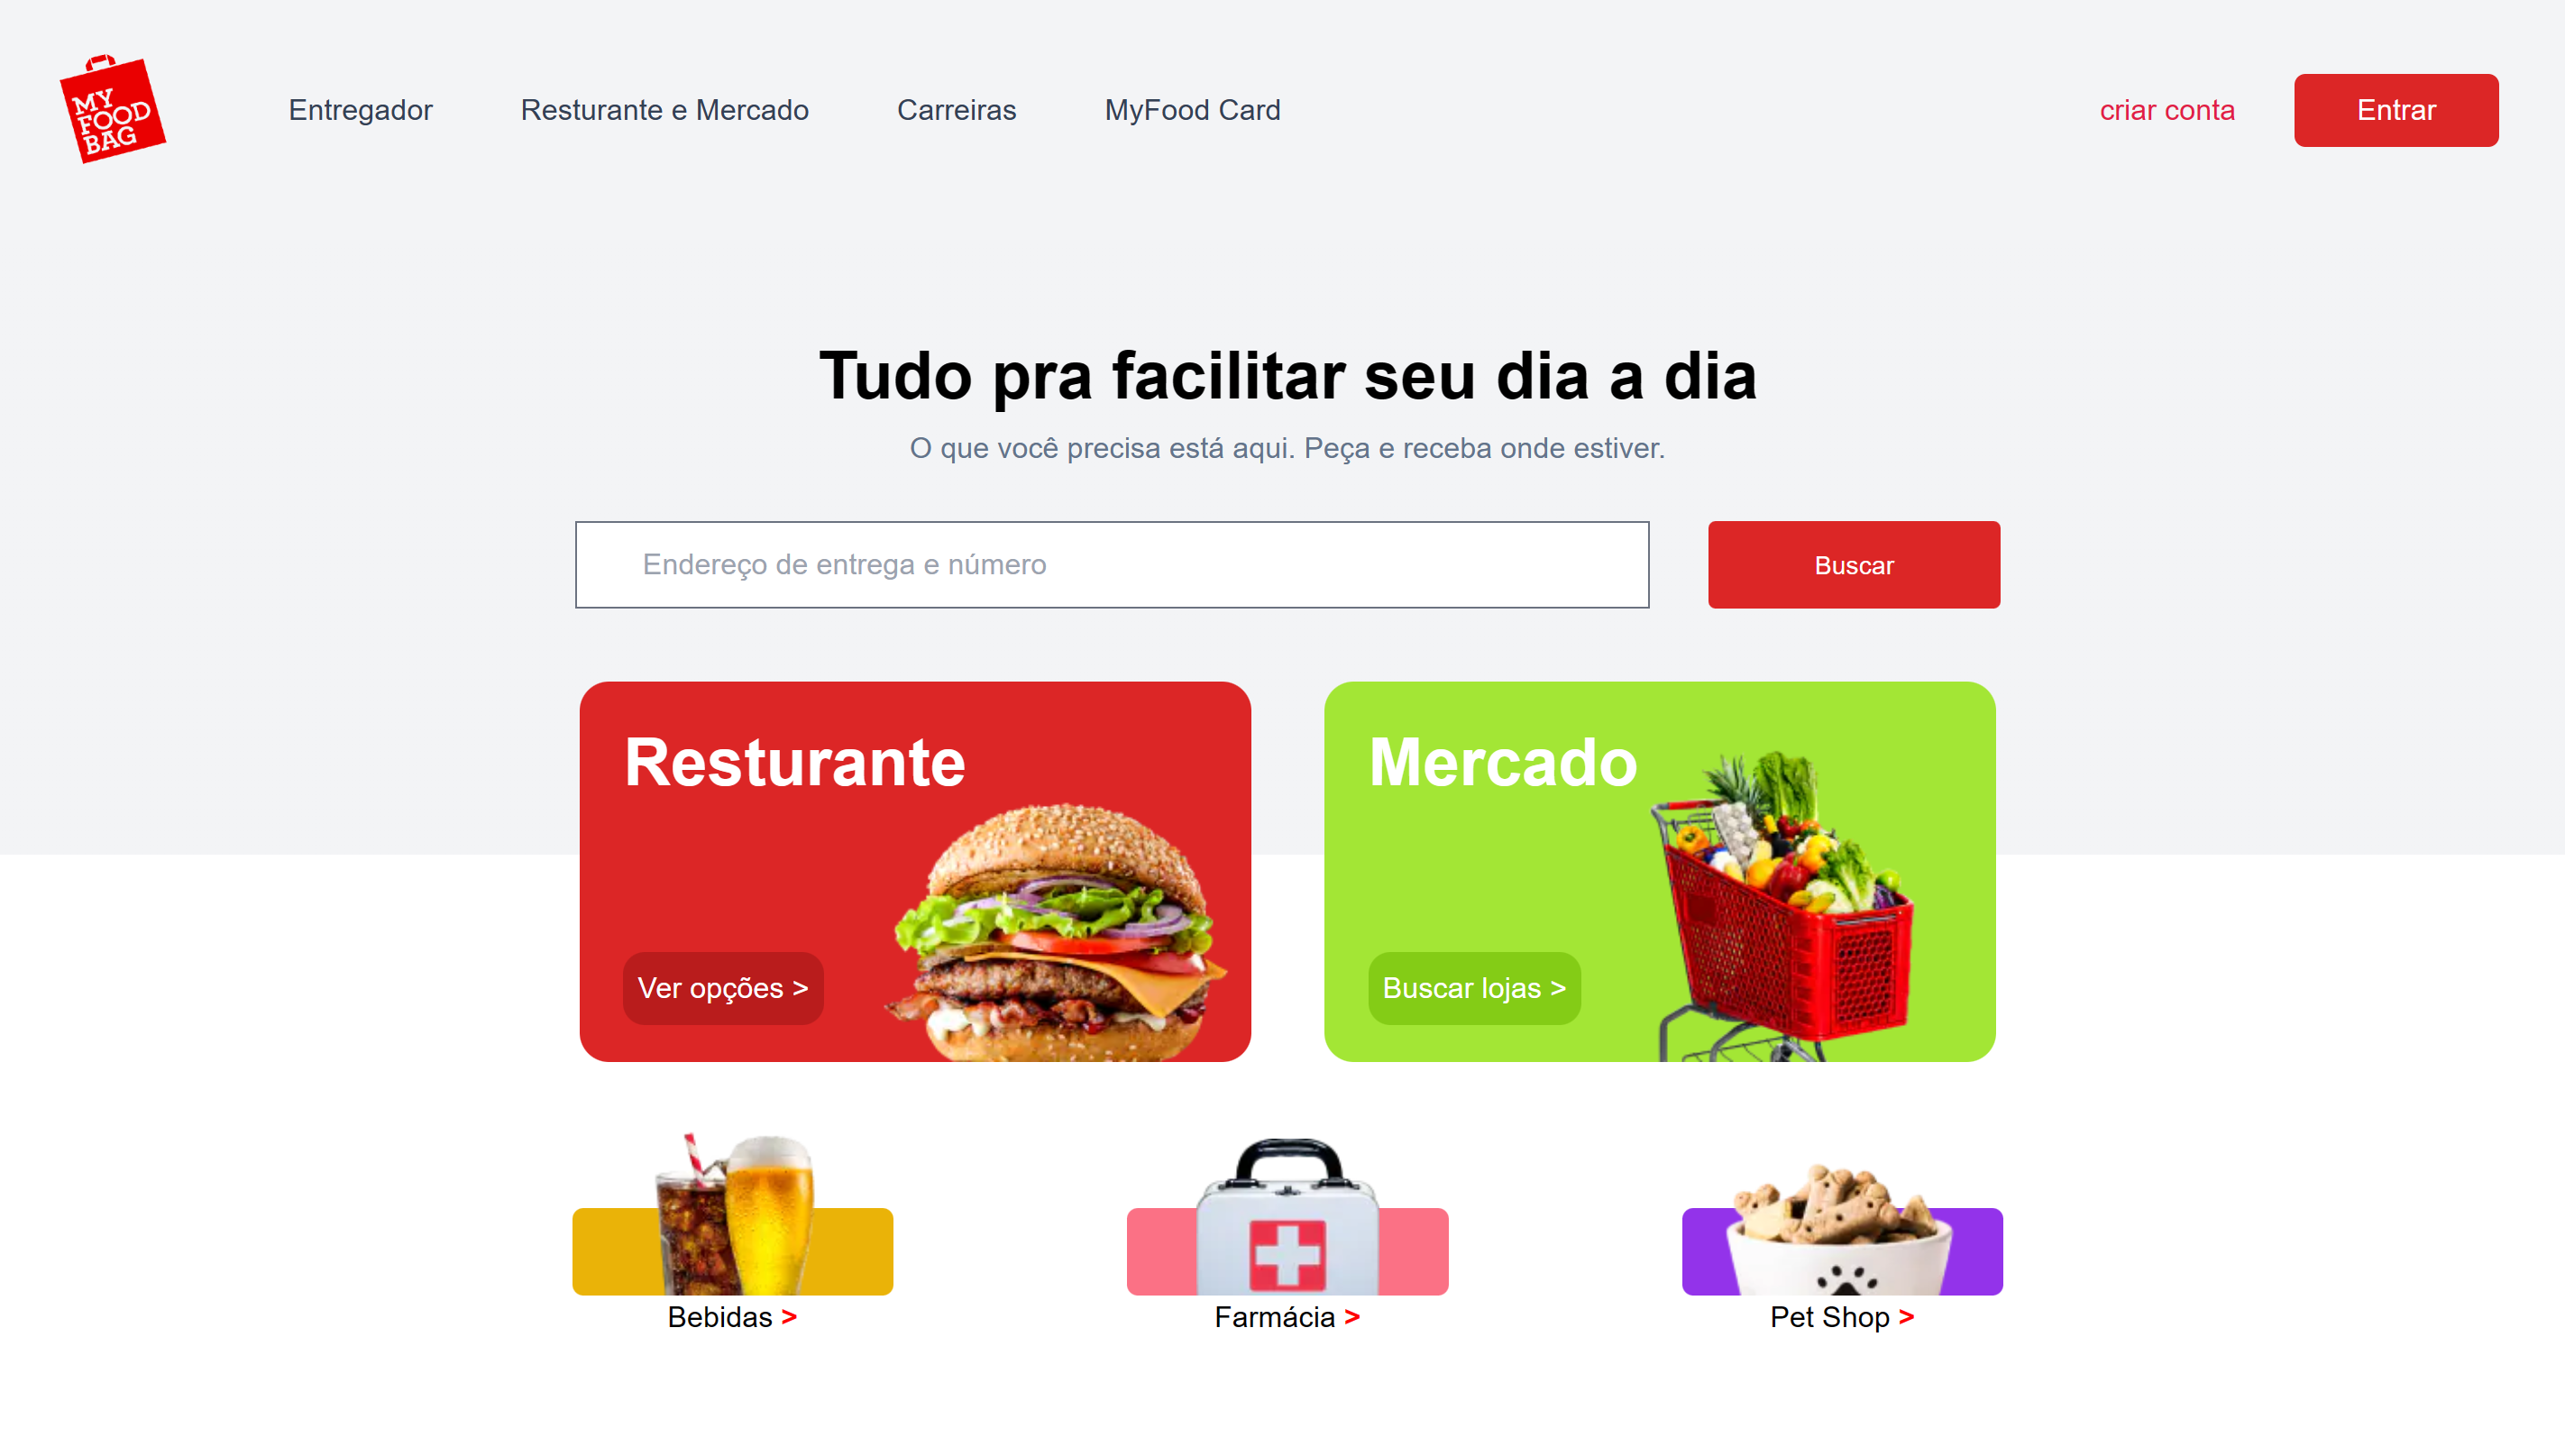 MY
FOOD
BAG
Entregador
Resturante e Mercado
Carreiras
MyFood Card
criar conta
Entrar
Tudo pra facilitar seu dia a dia
O que você precisa está aqui. Peça e receba onde estiver.
Endereço de entrega e número
Buscar
Resturante
Ver opções >
Mercado
Buscar lojas >
Bebidas >
Farmácia >
Pet Shop >